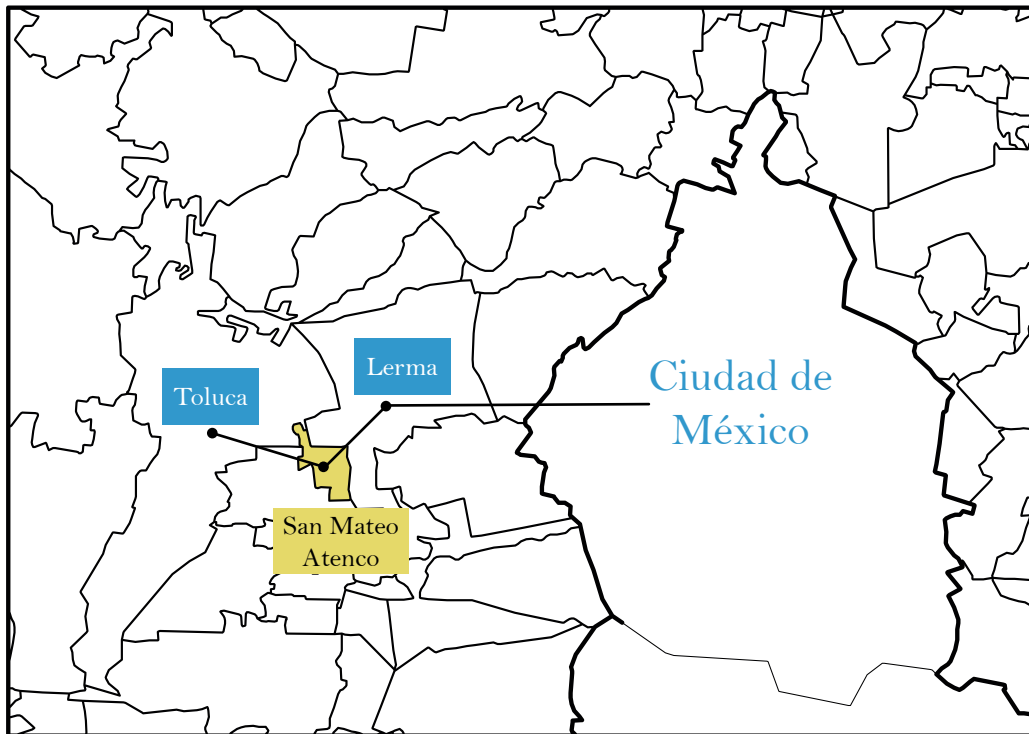 Lerma
Toluca
Ciudad de
México
San Mateo
Atenco